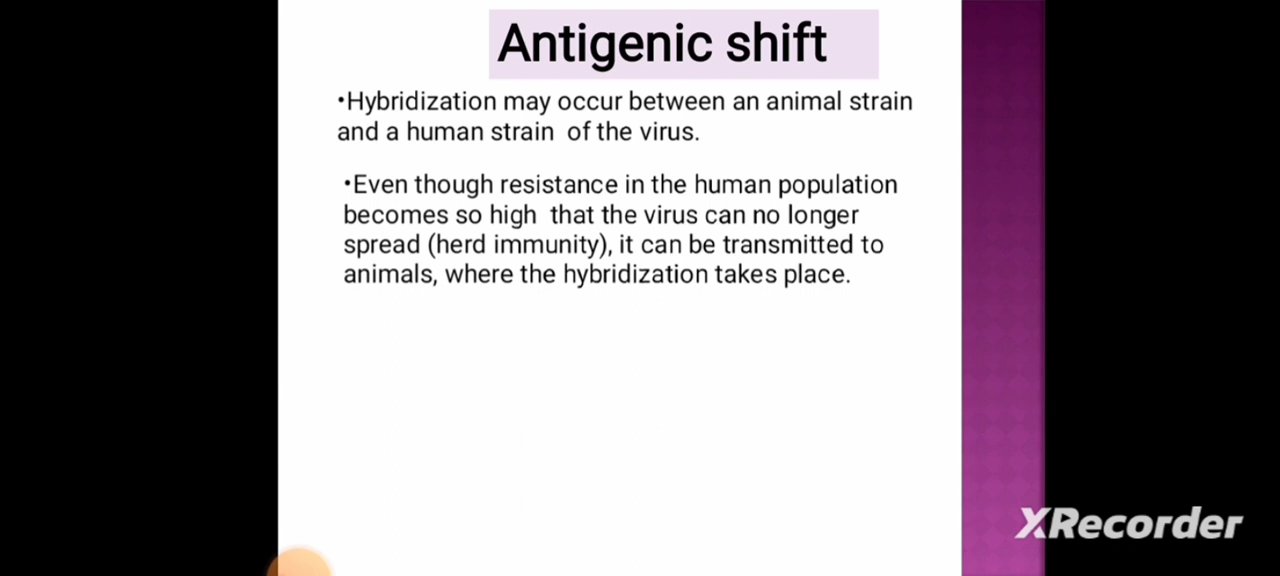 Antigenic shift
•Hybridization may occur between an animal strain
and a human strain of the virus.
•Even though resistance in the human population
becomes so high that the virus can no longer
spread (herd immunity), it can be transmitted to
animals, where the hybridization takes place.
XRecorder